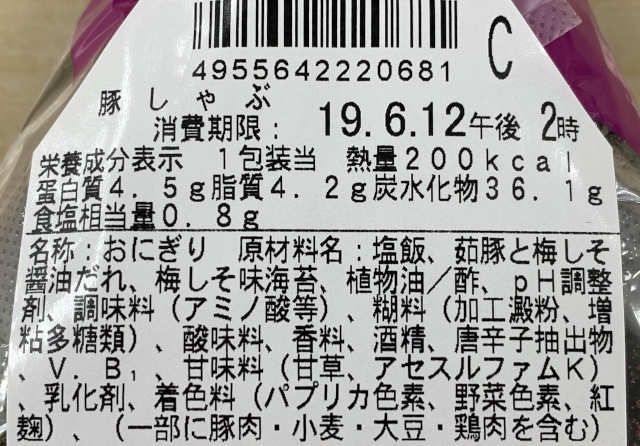 4955642220681
C
豚しゃぶ
消費期限: 19.6.12午後 2時
栄養成分表示 1包装当 熱量200kcal
蛋白質4.5g脂質4.2g炭水化物36.1g
食塩相当量0.8g
名称:おにぎり 原材料名:塩飯、茹豚と梅しそ
醤油だれ、梅しそ味海苔、植物油／酢、pH調整
剤、調味料(アミノ酸等)、糊料(加工澱粉、増
粘多糖類)、酸味料、香料、酒精、唐辛子抽出物
、V.B₁、甘味料(甘草、アセスルファムK)
、乳化剤、着色料(パプリカ色素、野菜色素、紅
麹)、(一部に豚肉・小麦・大豆・鶏肉を含む)